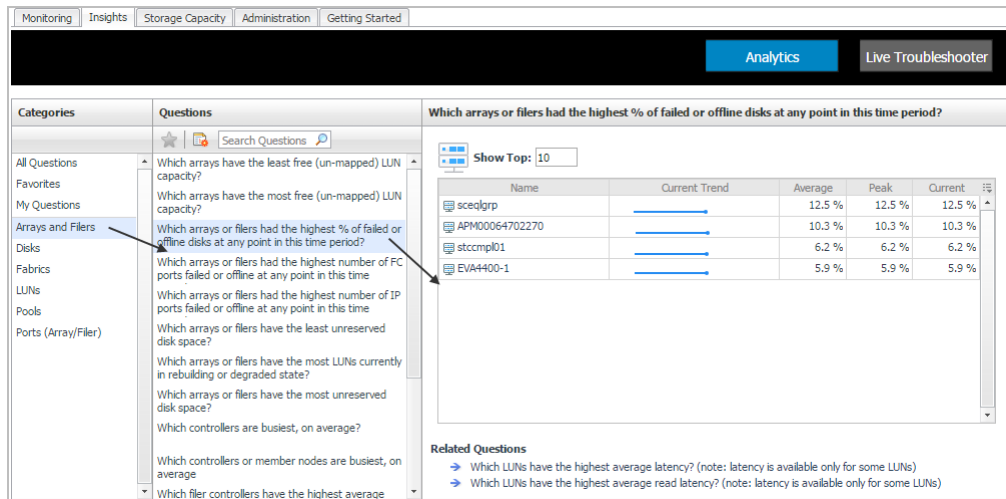 Monitoring Insights Storage Capacity Administration Getting Started
Analytics Live Troubleshooter
Categories
All Questions
Favorites
My Questions
Arrays and Filers
Disks
Fabrics
LUNs
Pools
Ports (Array/Filer)
Questions
Search Questions
Which arrays have the least free (un-mapped) LUN
capacity?
Which arrays have the most free (un-mapped) LUN
capacity?
Which arrays or filers had the highest % of failed or
offline disks at any point in this time period?
Which arrays or filers had the highest number of FC
ports failed or offline at any point in this time
Which arrays or filers had the highest number of IP
ports failed or offline at any point in this time
Which arrays or filers have the least unreserved
disk space?
Which arrays or filers have the most LUNs currently
in rebuilding or degraded state?
Which arrays or filers have the most unreserved
disk space?
Which controllers are busiest, on average?
Which controllers or member nodes are busiest, on
average
Which filer controllers have the highest average
Which arrays or filers had the highest % of failed or offline disks at any point in this time period?
Show Top: 10
Name Current Trend Average Peak Current
sceqlgrp 12.5 % 12.5 % 12.5 %
APM00064702270 10.3 % 10.3 % 10.3 %
stccmpl01 6.2 % 6.2 % 6.2 %
EVA4400-1 5.9 % 5.9 % 5.9 %
Related Questions
Which LUNs have the highest average latency? (note: latency is available only for some LUNs)
Which LUNs have the highest average read latency? (note: latency is available only for some LUNs)